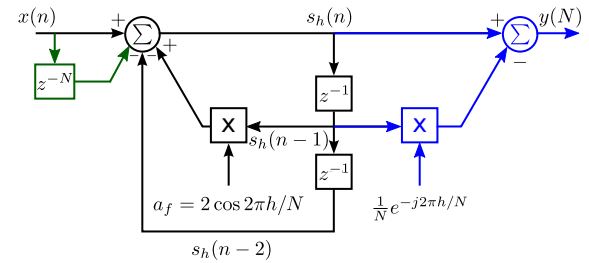 x(n) s_h(n) y(N)
+ Σ + − − + Σ −
z^{-N} z^{-1}
x s_h(n−1) x
z^{-1}
a_f = 2 cos 2πh/N \frac{1}{N}e^{-j2πh/N}
s_h(n−2)